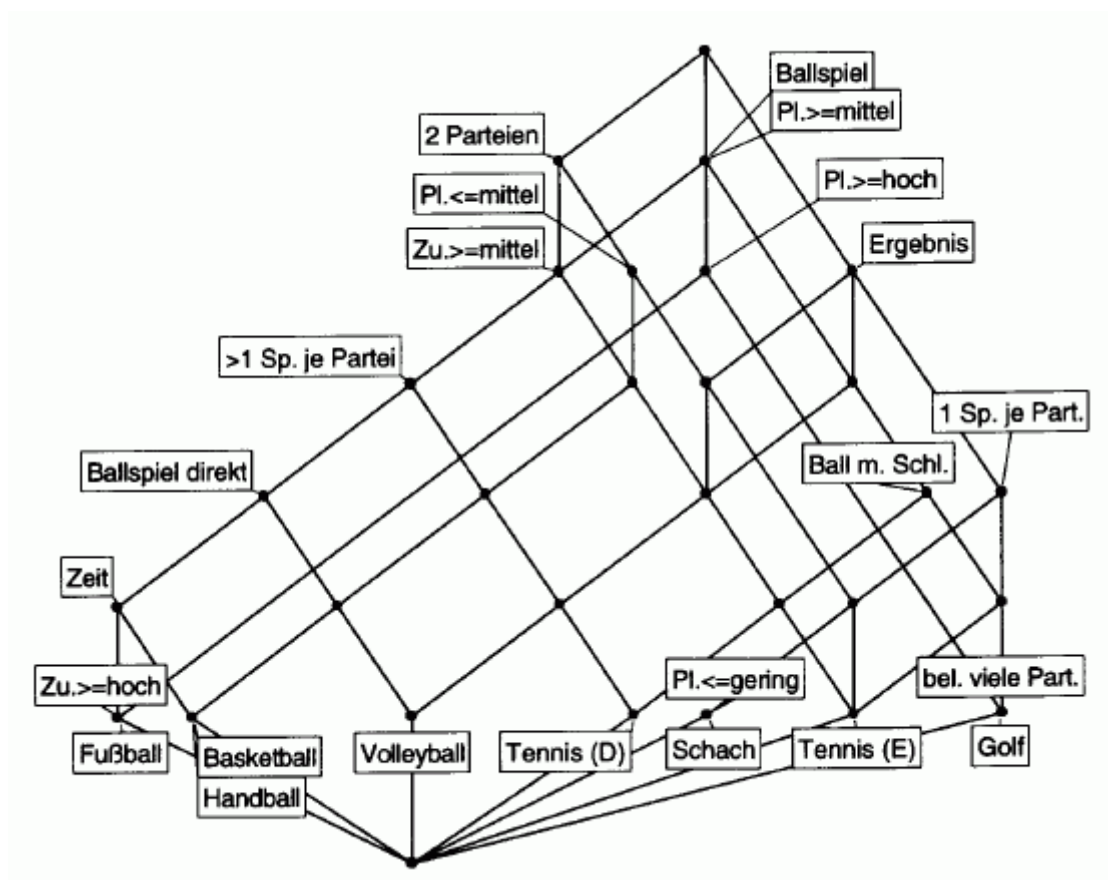 Ballspiel
Pl.>=mittel
2 Parteien
Pl.>=hoch
Pl.<=mittel
Zu.>=mittel
Ergebnis
>1 Sp. je Partei
1 Sp. je Part.
Ballspiel direkt
Ball m. Schl.
Zeit
Zu.>=hoch
Pl.<=gering
bel. viele Part.
Fußball
Basketball
Volleyball
Tennis (D)
Schach
Tennis (E)
Golf
Handball